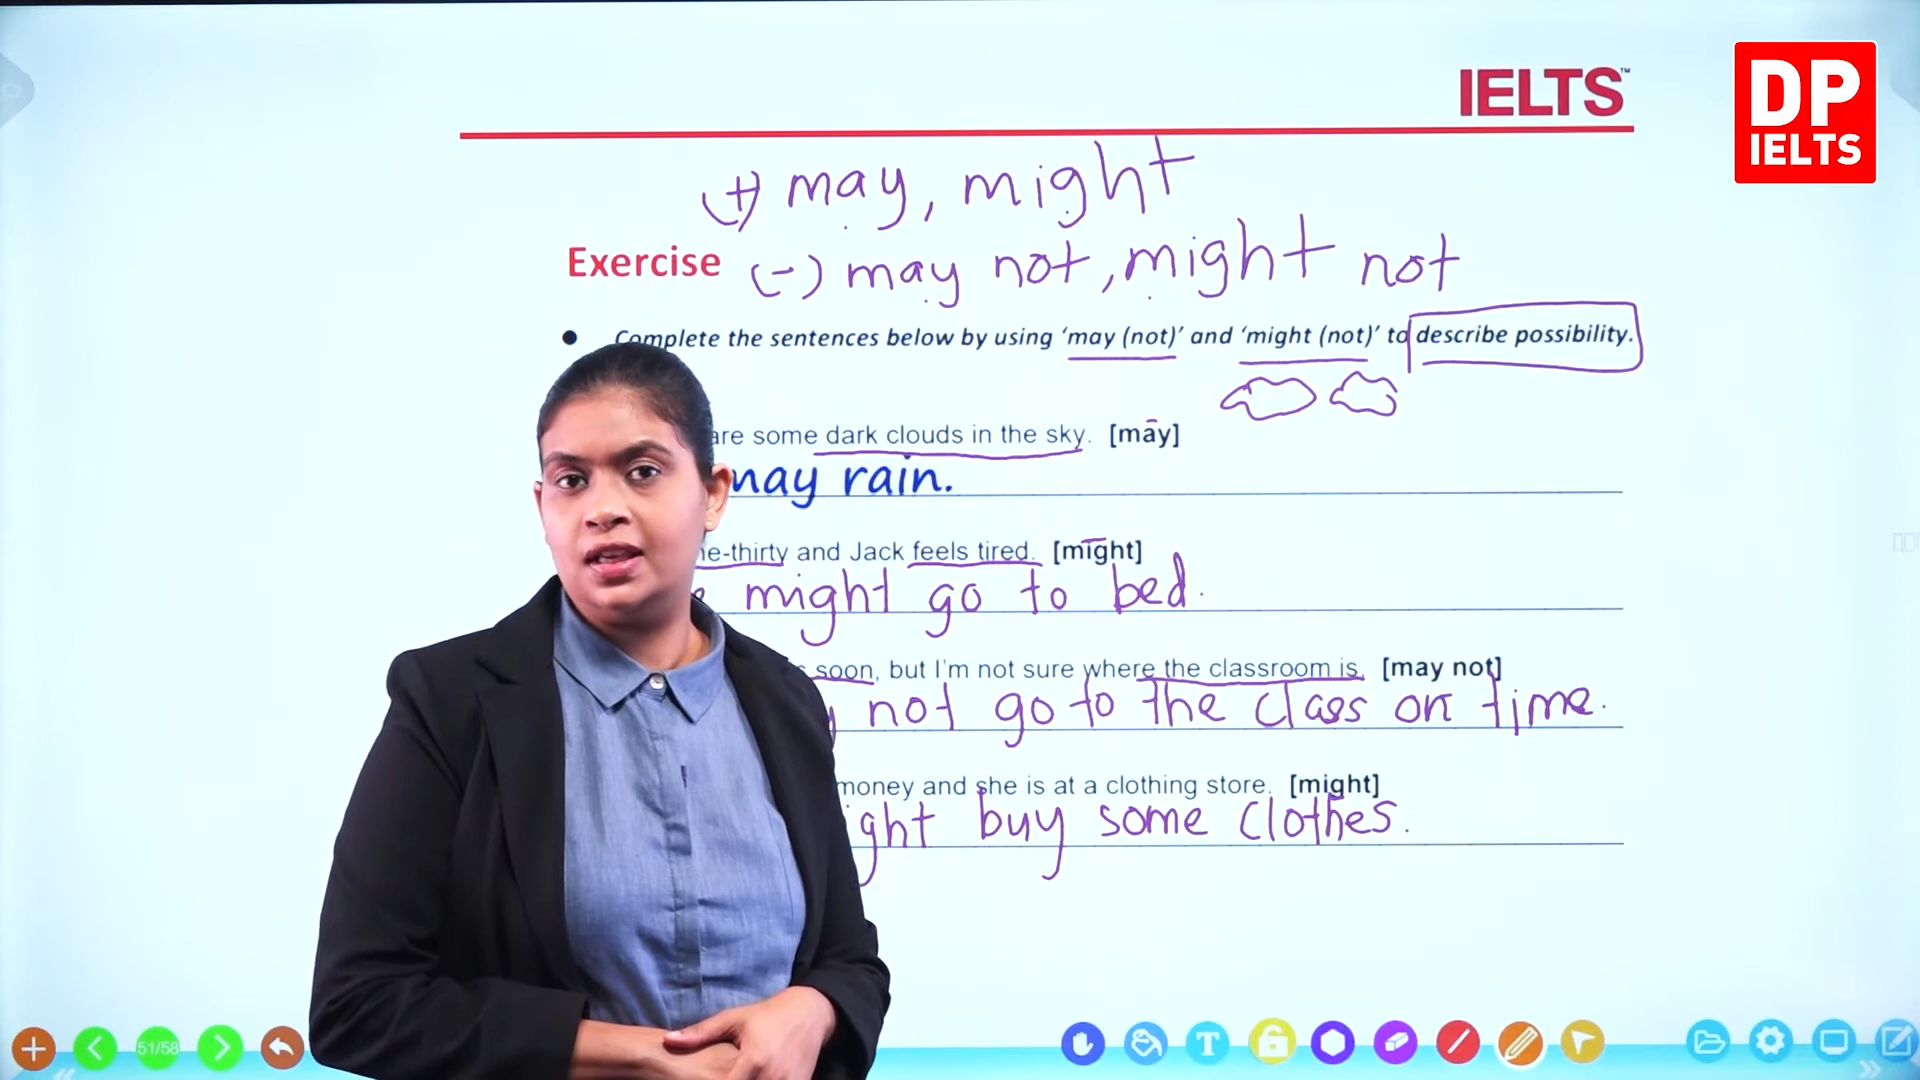 IELTS™
DP
IELTS
(+) may, might
Exercise (-) may not, might not
Complete the sentences below by using ‘may (not)’ and ‘might (not)’ to describe possibility.
are some dark clouds in the sky. [may]
may rain.
and Jack feels tired. [might]
might go to bed.
soon, but I'm not sure where the classroom is. [may not]
not go to the class on time.
money and she is at a clothing store. [might]
buy some clothes.
51/58
T